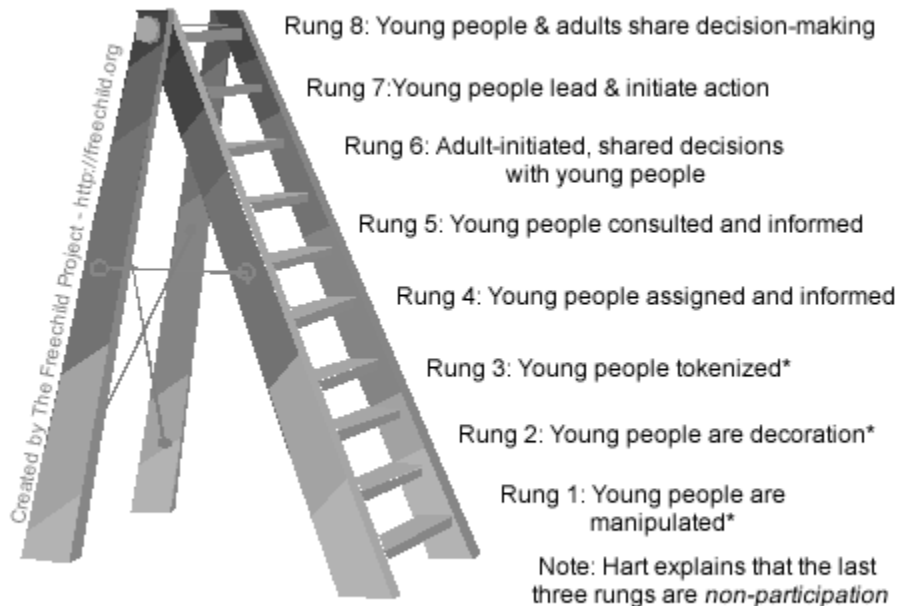 Rung 8: Young people & adults share decision-making
Rung 7:Young people lead & initiate action
Rung 6: Adult-initiated, shared decisions
with young people
Rung 5: Young people consulted and informed
Rung 4: Young people assigned and informed
Rung 3: Young people tokenized*
Rung 2: Young people are decoration*
Rung 1: Young people are
manipulated*
Note: Hart explains that the last
three rungs are non-participation
Created by The Freechild Project - http://freechild.org